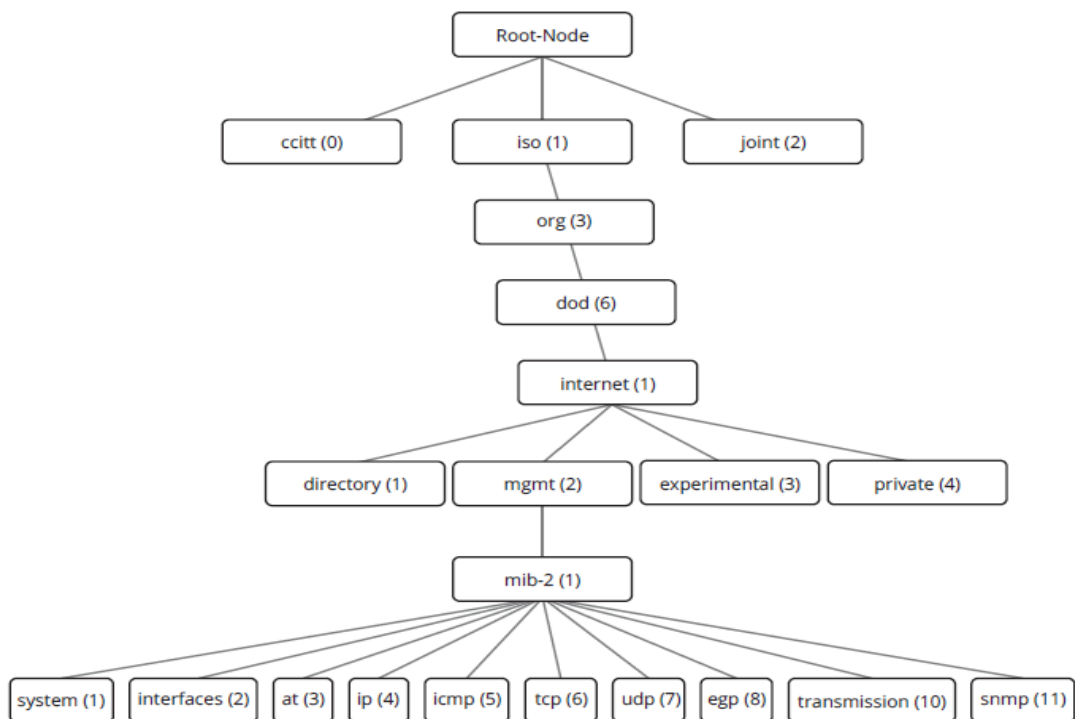 Root-Node
ccitt (0)
iso (1)
joint (2)
org (3)
dod (6)
internet (1)
directory (1)
mgmt (2)
experimental (3)
private (4)
mib-2 (1)
system (1)
interfaces (2)
at (3)
ip (4)
icmp (5)
tcp (6)
udp (7)
egp (8)
transmission (10)
snmp (11)